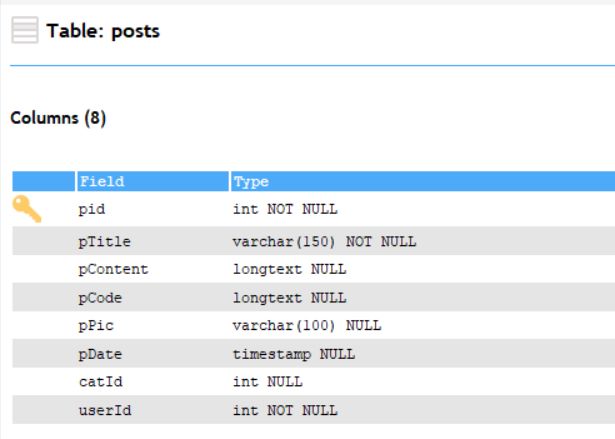 Table: posts
Columns (8)
Field Type
pid int NOT NULL
pTitle varchar(150) NOT NULL
pContent longtext NULL
pCode longtext NULL
pPic varchar(100) NULL
pDate timestamp NULL
catId int NULL
userId int NOT NULL